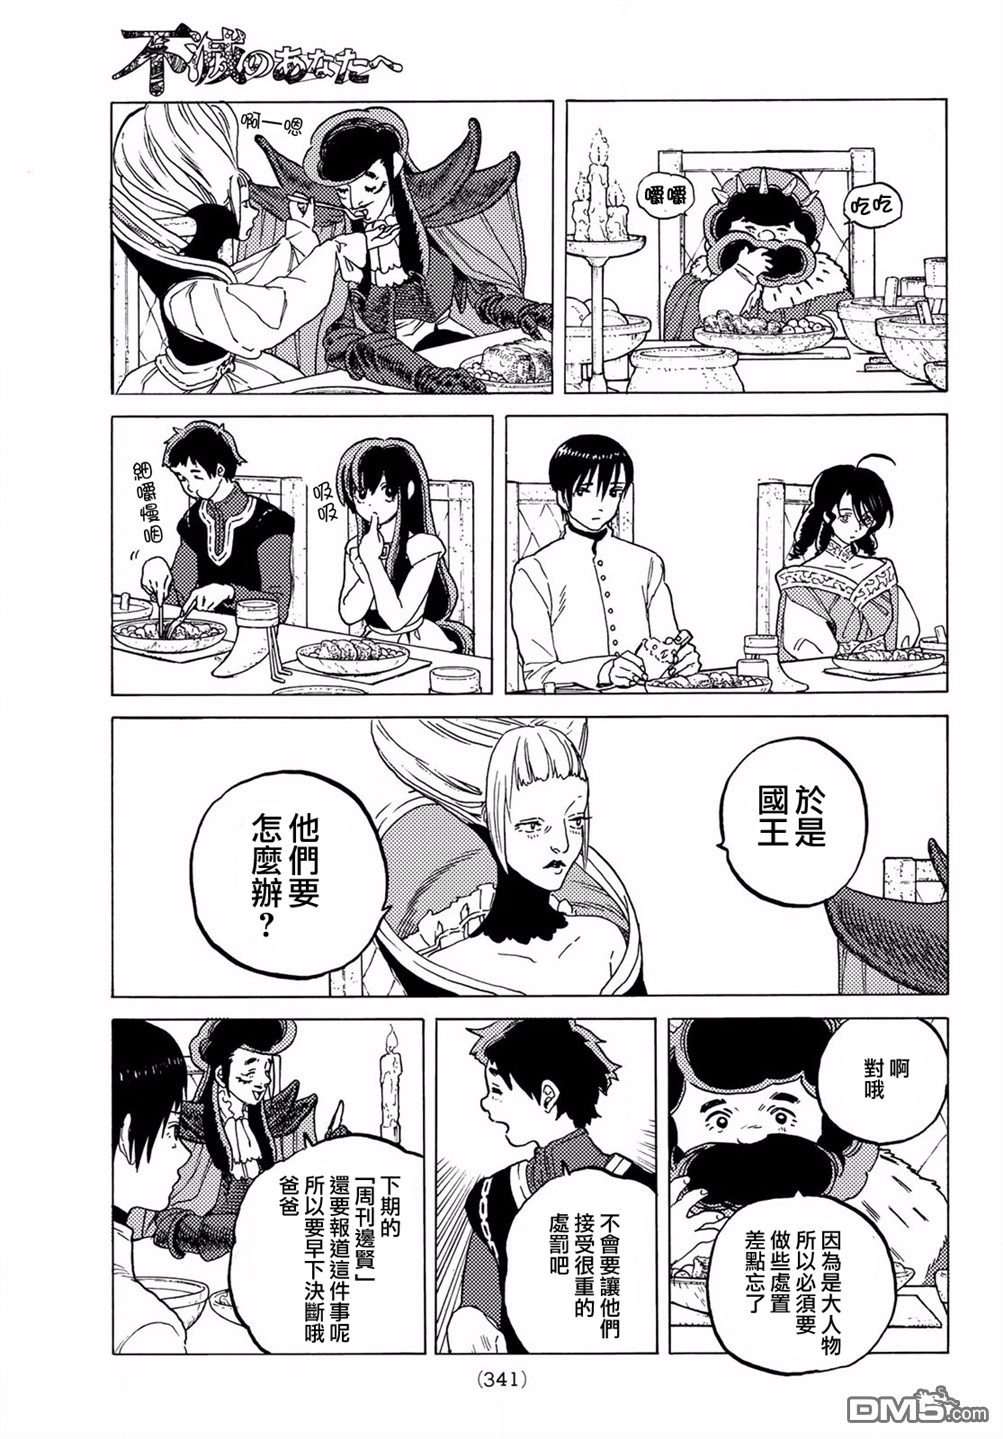 不滅のあなたへ
嚼嚼
吃吃
啊—嗯
吸吸
細嚼慢咽
於是
國王
他們要
怎麼辦?
啊
對哦
因為是大人物
所以必須要
做些處置
差點忘了
不會要讓他們
接受很重的
處罰吧
下期的
「周刊邊賢」
還要報道這件事呢
所以要早下決斷哦
爸爸
(341)
DM5.com